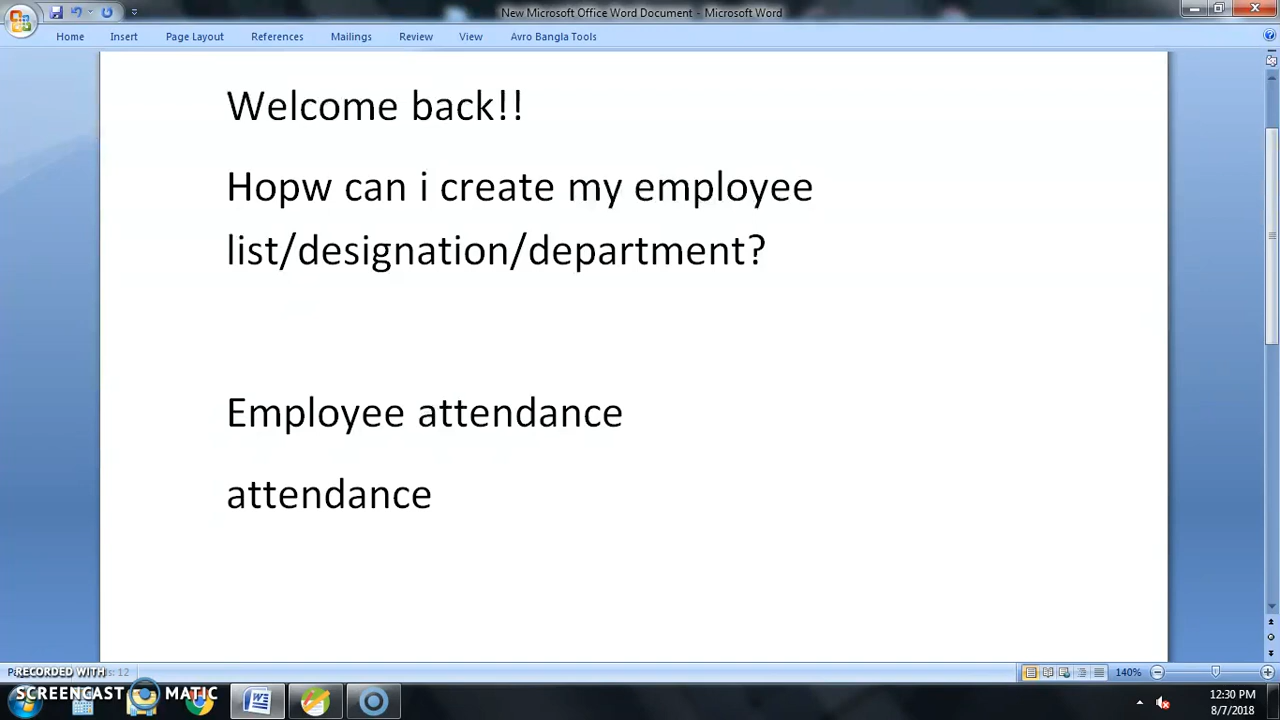 New Microsoft Office Word Document - Microsoft Word
Home Insert Page Layout References Mailings Review View Avro Bangla Tools
Welcome back!!
Hopw can i create my employee
list/designation/department?
Employee attendance
attendance
RECORDED WITH
: 12
140%
SCREENCAST MATIC
12:30 PM
8/7/2018